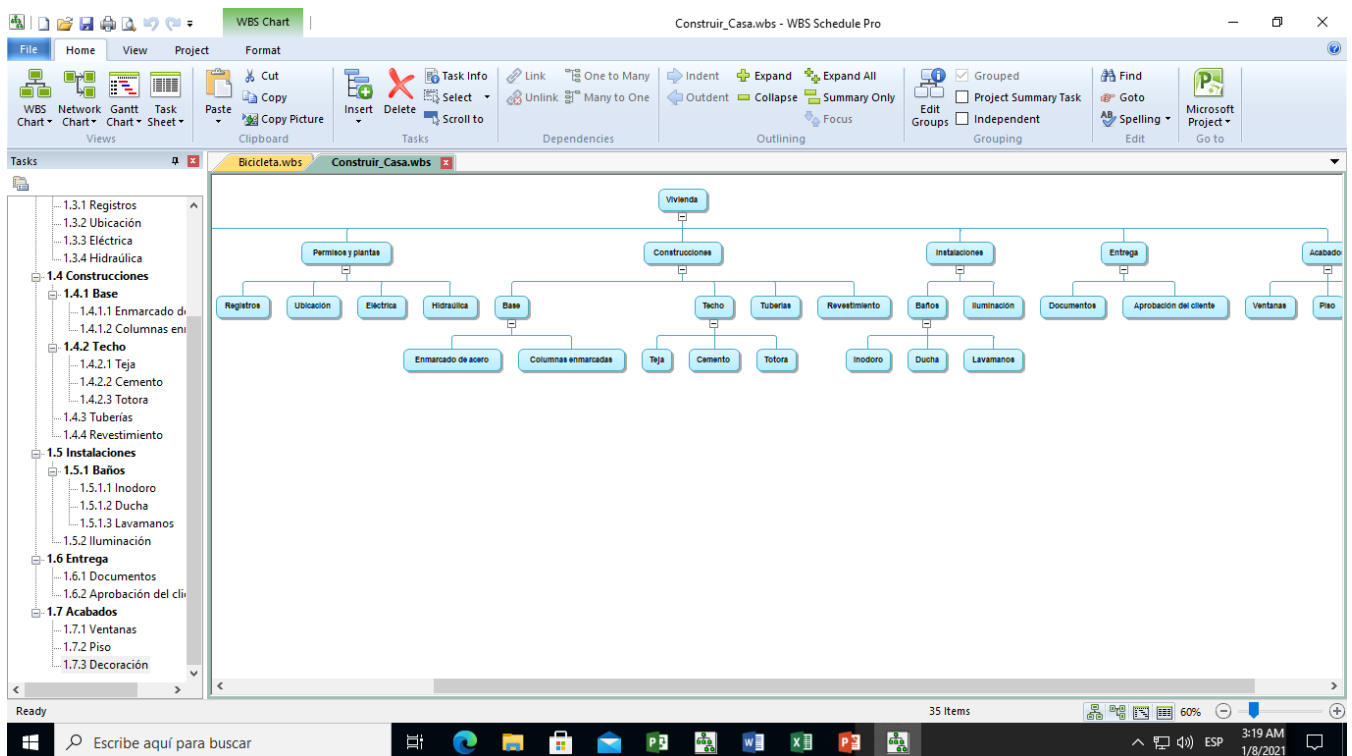 WBS Chart
Construir_Casa.wbs - WBS Schedule Pro
File Home View Project Format
WBS Chart
Network Chart
Gantt Chart
Task Sheet
Views
Paste
Cut
Copy
Copy Picture
Clipboard
Insert
Delete
Task Info
Select
Scroll to
Tasks
Link
Unlink
One to Many
Many to One
Dependencies
Indent
Outdent
Expand
Collapse
Expand All
Summary Only
Focus
Outlining
Edit Groups
Grouped
Project Summary Task
Independent
Grouping
Find
Goto
Spelling
Edit
Microsoft Project
Go to
Tasks
Bicicleta.wbs
Construir_Casa.wbs
1.3.1 Registros
1.3.2 Ubicación
1.3.3 Eléctrica
1.3.4 Hidraúlica
1.4 Construcciones
1.4.1 Base
1.4.1.1 Enmarcado d
1.4.1.2 Columnas en
1.4.2 Techo
1.4.2.1 Teja
1.4.2.2 Cemento
1.4.2.3 Totora
1.4.3 Tuberías
1.4.4 Revestimiento
1.5 Instalaciones
1.5.1 Baños
1.5.1.1 Inodoro
1.5.1.2 Ducha
1.5.1.3 Lavamanos
1.5.2 Iluminación
1.6 Entrega
1.6.1 Documentos
1.6.2 Aprobación del cli
1.7 Acabados
1.7.1 Ventanas
1.7.2 Piso
1.7.3 Decoración
Vivienda
Permisos y plantas
Construcciones
Instalaciones
Entrega
Acabado
Registros
Ubicación
Eléctrica
Hidraúlica
Base
Techo
Tuberías
Revestimiento
Baños
Iluminación
Documentos
Aprobación del cliente
Ventanas
Piso
Enmarcado de acero
Columnas enmarcadas
Teja
Cemento
Totora
Inodoro
Ducha
Lavamanos
Ready
35 Items
60%
Escribe aquí para buscar
ESP
3:19 AM
1/8/2021